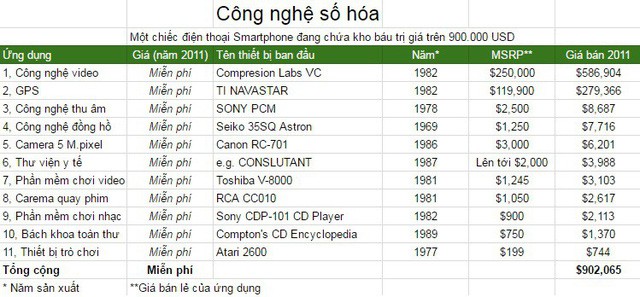 Công nghệ số hóa
Một chiếc điện thoại Smartphone đang chứa kho báu trị giá trên 900.000 USD
Ứng dụng Giá (năm 2011) Tên thiết bị ban đầu Năm* MSRP** Giá bán 2011
1, Công nghệ video Miễn phí Compresion Labs VC 1982 $250,000 $586,904
2, GPS Miễn phí TI NAVASTAR 1982 $119,900 $279,366
3, Công nghệ thu âm Miễn phí SONY PCM 1978 $2,500 $8,687
4, Công nghệ đồng hồ Miễn phí Seiko 35SQ Astron 1969 $1,250 $7,716
5. Camera 5 M.pixel Miễn phí Canon RC-701 1986 $3,000 $6,201
6, Thư viện y tế Miễn phí e.g. CONSLUTANT 1987 Lên tới $2,000 $3,988
7, Phần mềm chơi video Miễn phí Toshiba V-8000 1981 $1,245 $3,103
8, Carema quay phim Miễn phí RCA CC010 1981 $1,050 $2,617
9, Phần mềm chơi nhạc Miễn phí Sony CDP-101 CD Player 1982 $900 $2,113
10, Bách khoa toàn thư Miễn phí Compton's CD Encyclopedia 1989 $750 $1,370
11, Thiết bị trò chơi Miễn phí Atari 2600 1977 $199 $744
Tổng cộng Miễn phí $902,065
* Năm sản xuất **Giá bán lẻ của ứng dụng